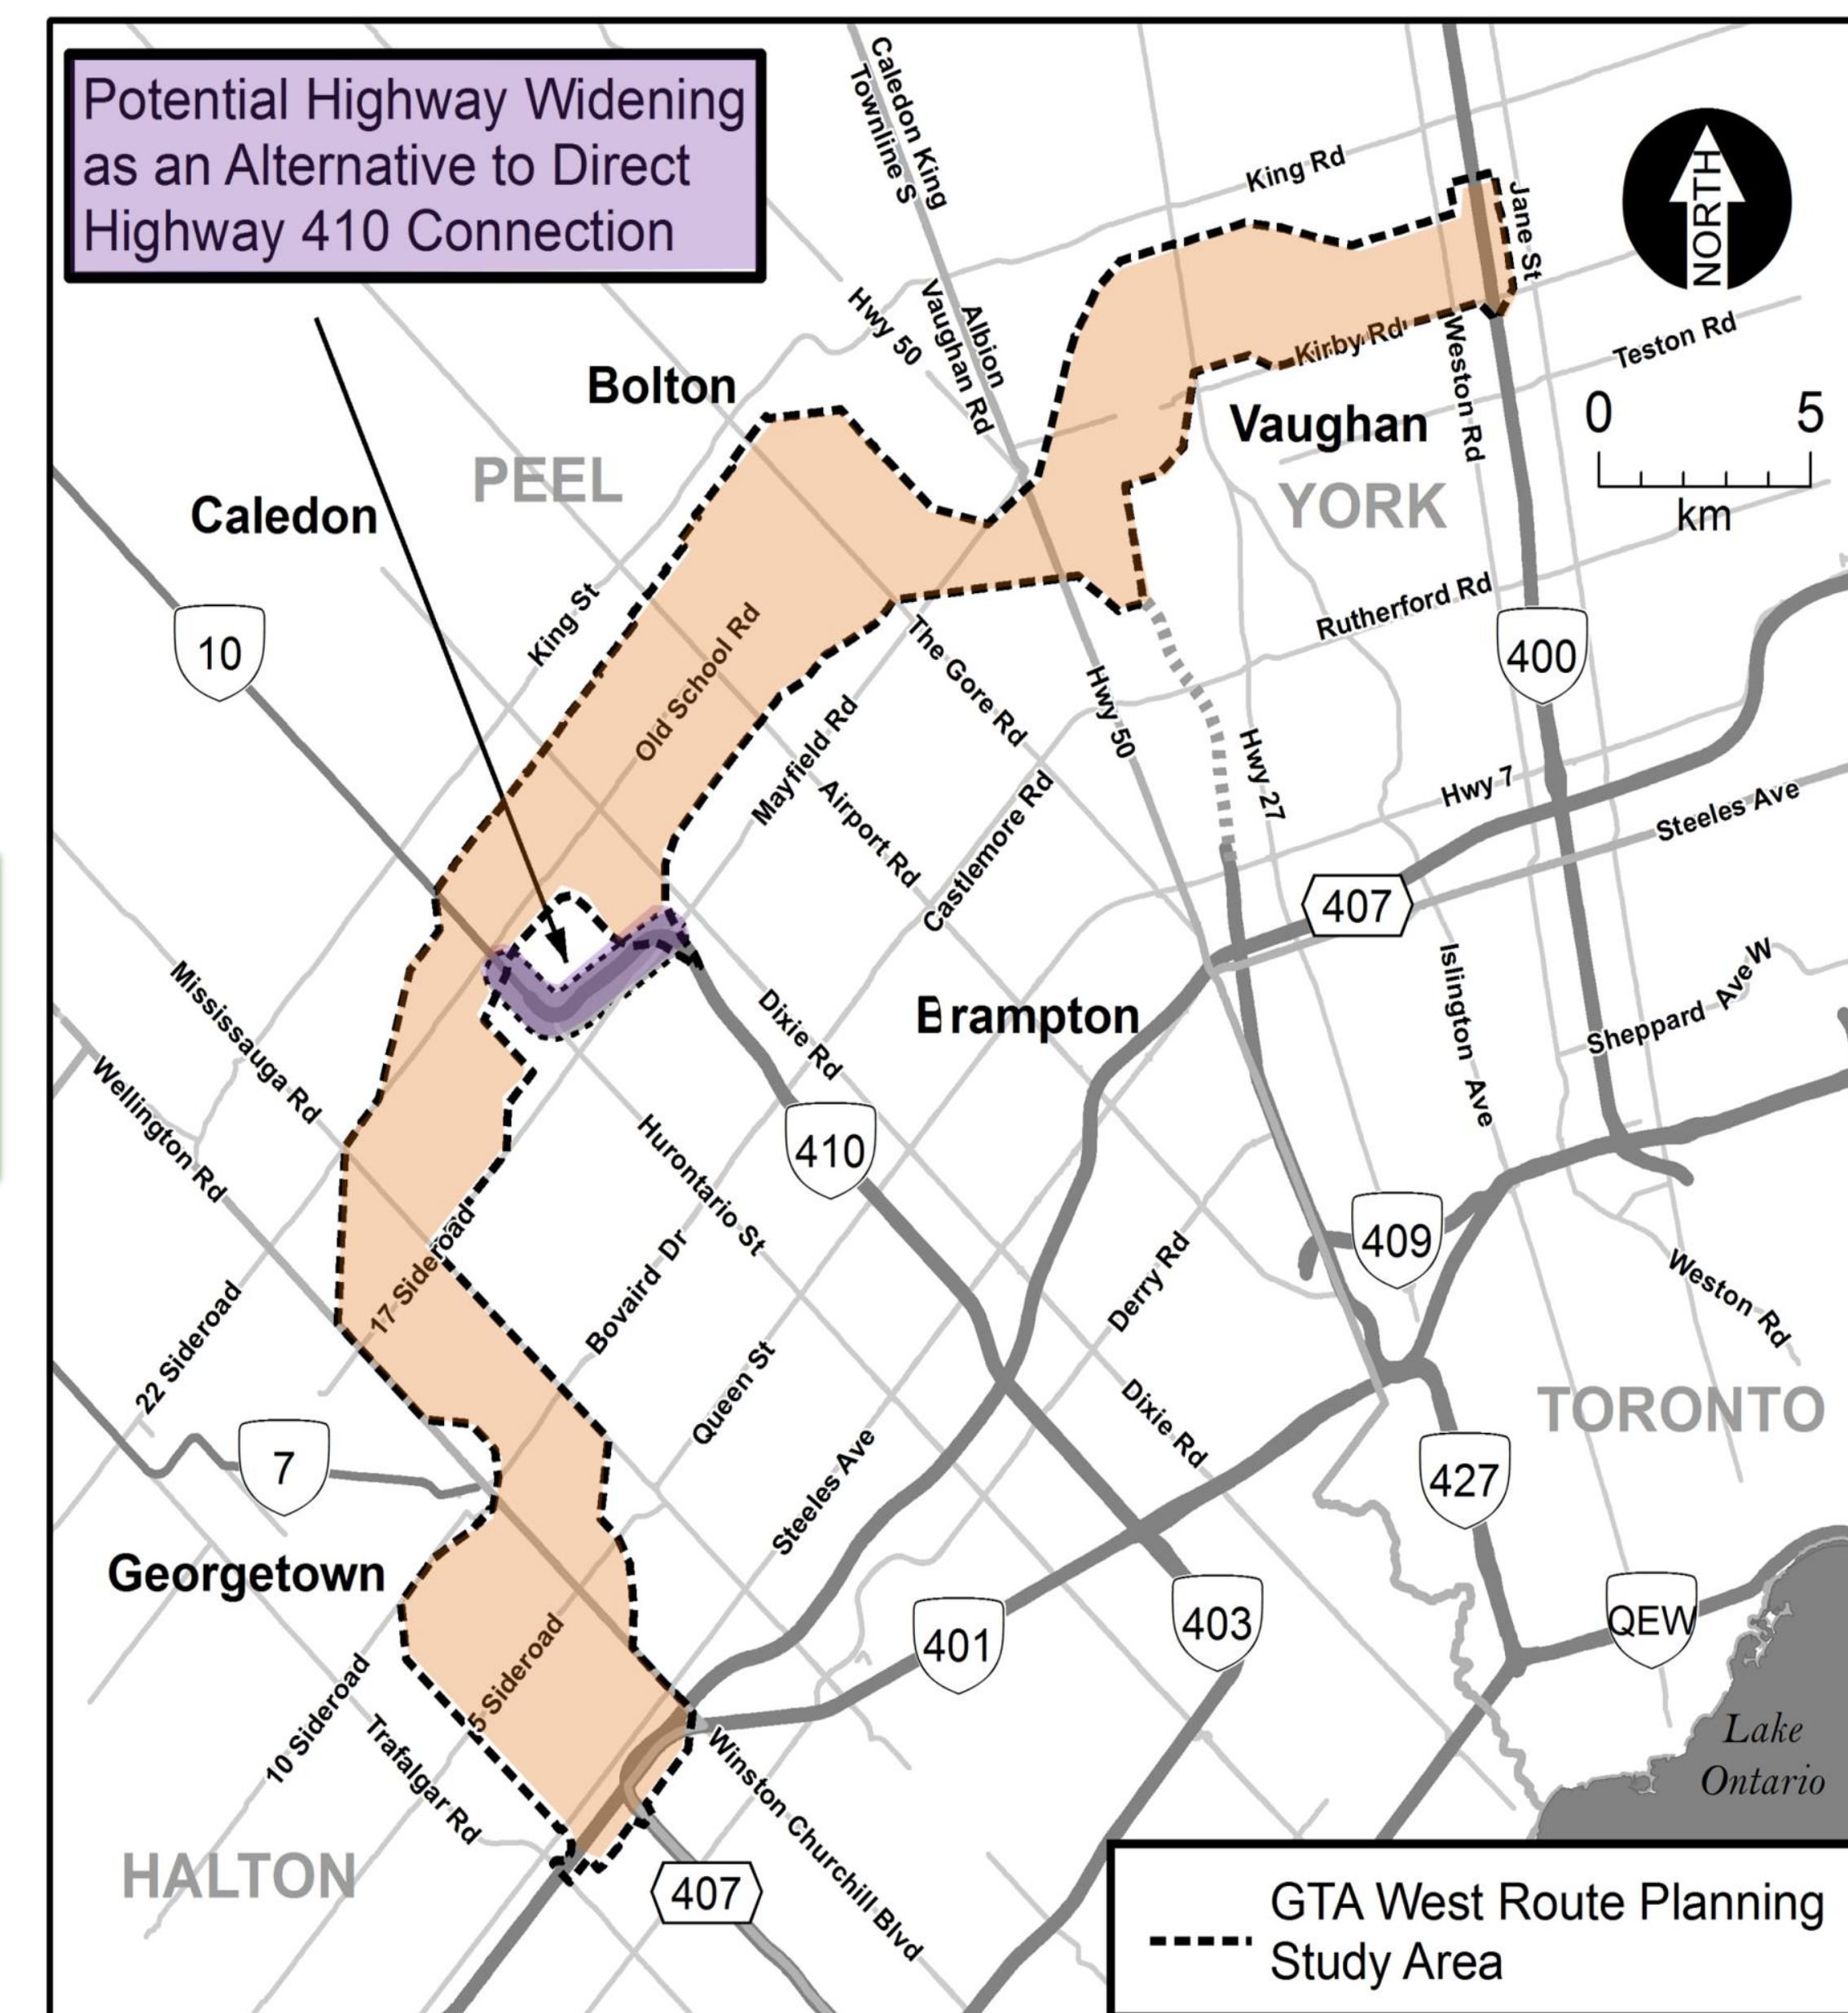 Potential Highway Widening
as an Alternative to Direct
Highway 410 Connection
Caledon King
Townline S
King Rd
Jane St
NORTH
Hwy 50
Albion
Vaughan Rd
Kirby Rd
Weston Rd
Teston Rd
Bolton
Vaughan
0 5
km
PEEL
YORK
Caledon
King St
10
Old School Rd
The Gore Rd
Rutherford Rd
400
Mayfield Rd
Hwy 50
Hwy 27
Hwy 7
Steeles Ave
Airport Rd
Castlemore Rd
407
Mississauga Rd
Brampton
Islington Ave
Sheppard Ave W
Dixie Rd
Wellington Rd
410
Hurontario St
409
17 Sideroad
Bovaird Dr
Derry Rd
Weston Rd
22 Sideroad
Queen St
Dixie Rd
TORONTO
7
Steeles Ave
427
Georgetown
401
403
QEW
5 Sideroad
10 Sideroad
Trafalgar Rd
Winston Churchill Blvd
Lake
Ontario
HALTON
407
GTA West Route Planning
Study Area